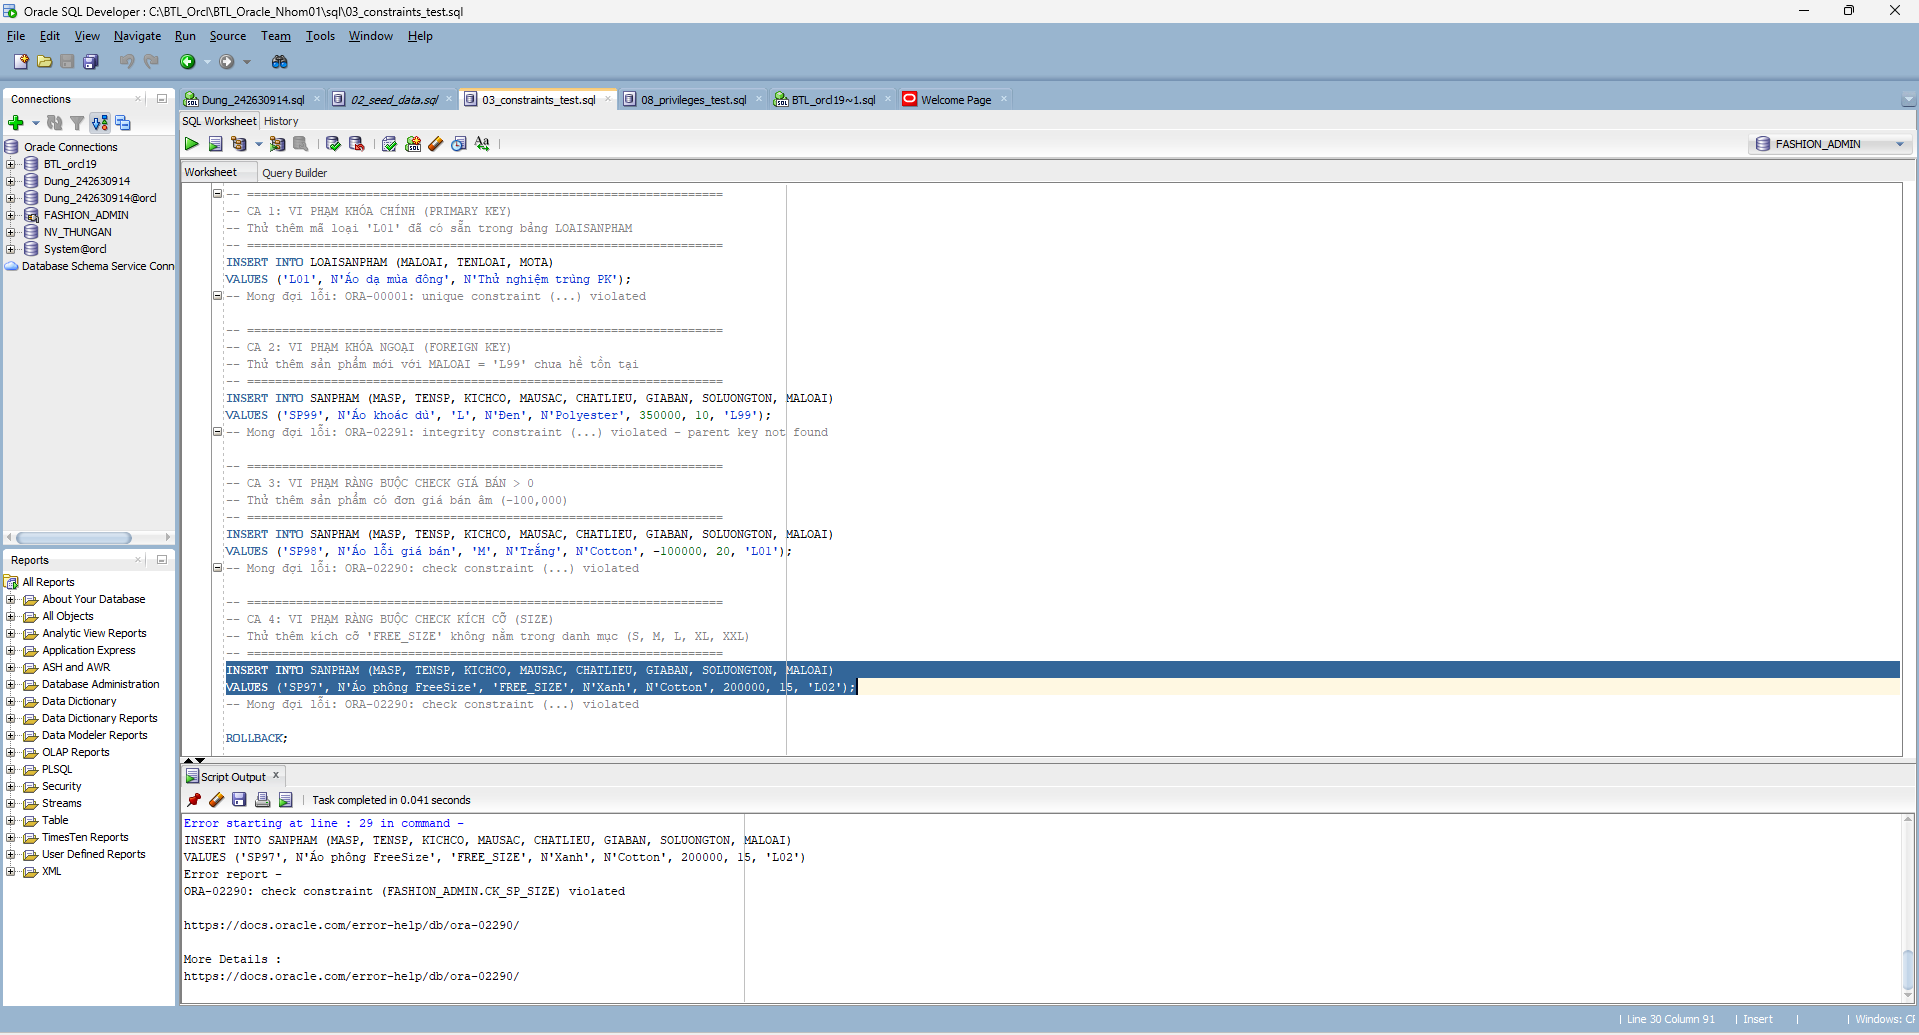 Oracle SQL Developer : C:\BTL_Orcl\BTL_Oracle_Nhom01\sql\03_constraints_test.sql
File Edit View Navigate Run Source Team Tools Window Help
Connections
Oracle Connections
BTL_orcl19
Dung_242630914
Dung_242630914@orcl
FASHION_ADMIN
NV_THUNGAN
System@orcl
Database Schema Service Conn
Reports
All Reports
About Your Database
All Objects
Analytic View Reports
Application Express
ASH and AWR
Database Administration
Data Dictionary
Data Dictionary Reports
Data Modeler Reports
OLAP Reports
PLSQL
Security
Streams
Table
TimesTen Reports
User Defined Reports
XML
Dung_242630914.sql 02_seed_data.sql 03_constraints_test.sql 08_privileges_test.sql BTL_orcl19~1.sql Welcome Page
SQL Worksheet History
FASHION_ADMIN
Worksheet Query Builder
-- ====================================================================
-- CA 1: VI PHẠM KHÓA CHÍNH (PRIMARY KEY)
-- Thử thêm mã loại 'L01' đã có sẵn trong bảng LOAISANPHAM
-- ====================================================================
INSERT INTO LOAISANPHAM (MALOAI, TENLOAI, MOTA)
VALUES ('L01', N'Áo dạ mùa đông', N'Thử nghiệm trùng PK');
-- Mong đợi lỗi: ORA-00001: unique constraint (...) violated
-- ====================================================================
-- CA 2: VI PHẠM KHÓA NGOẠI (FOREIGN KEY)
-- Thử thêm sản phẩm mới với MALOAI = 'L99' chưa hề tồn tại
-- ====================================================================
INSERT INTO SANPHAM (MASP, TENSP, KICHCO, MAUSAC, CHATLIEU, GIABAN, SOLUONGTON, MALOAI)
VALUES ('SP99', N'Áo khoác dù', 'L', N'Đen', N'Polyester', 350000, 10, 'L99');
-- Mong đợi lỗi: ORA-02291: integrity constraint (...) violated - parent key not found
-- ====================================================================
-- CA 3: VI PHẠM RÀNG BUỘC CHECK GIÁ BÁN > 0
-- Thử thêm sản phẩm có đơn giá bán âm (-100,000)
-- ====================================================================
INSERT INTO SANPHAM (MASP, TENSP, KICHCO, MAUSAC, CHATLIEU, GIABAN, SOLUONGTON, MALOAI)
VALUES ('SP98', N'Áo lỗi giá bán', 'M', N'Trắng', N'Cotton', -100000, 20, 'L01');
-- Mong đợi lỗi: ORA-02290: check constraint (...) violated
-- ====================================================================
-- CA 4: VI PHẠM RÀNG BUỘC CHECK KÍCH CỠ (SIZE)
-- Thử thêm kích cỡ 'FREE_SIZE' không nằm trong danh mục (S, M, L, XL, XXL)
-- ====================================================================
INSERT INTO SANPHAM (MASP, TENSP, KICHCO, MAUSAC, CHATLIEU, GIABAN, SOLUONGTON, MALOAI)
VALUES ('SP97', N'Áo phông FreeSize', 'FREE_SIZE', N'Xanh', N'Cotton', 200000, 15, 'L02');
-- Mong đợi lỗi: ORA-02290: check constraint (...) violated
ROLLBACK;
Script Output
Task completed in 0.041 seconds
Error starting at line : 29 in command -
INSERT INTO SANPHAM (MASP, TENSP, KICHCO, MAUSAC, CHATLIEU, GIABAN, SOLUONGTON, MALOAI)
VALUES ('SP97', N'Áo phông FreeSize', 'FREE_SIZE', N'Xanh', N'Cotton', 200000, 15, 'L02')
Error report -
ORA-02290: check constraint (FASHION_ADMIN.CK_SP_SIZE) violated
https://docs.oracle.com/error-help/db/ora-02290/
More Details :
https://docs.oracle.com/error-help/db/ora-02290/
Line 30 Column 91 Insert Windows: CF